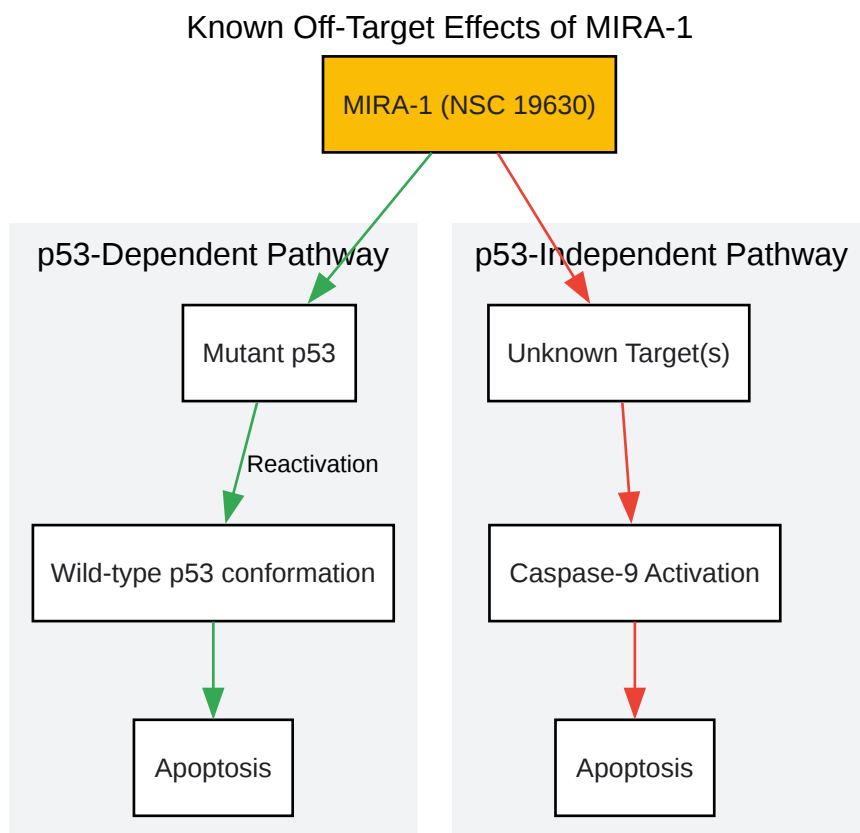 Known Off-Target Effects of MIRA-1
MIRA-1 (NSC 19630)
p53-Dependent Pathway
p53-Independent Pathway
Mutant p53
Unknown Target(s)
Reactivation
Wild-type p53 conformation
Caspase-9 Activation
Apoptosis
Apoptosis